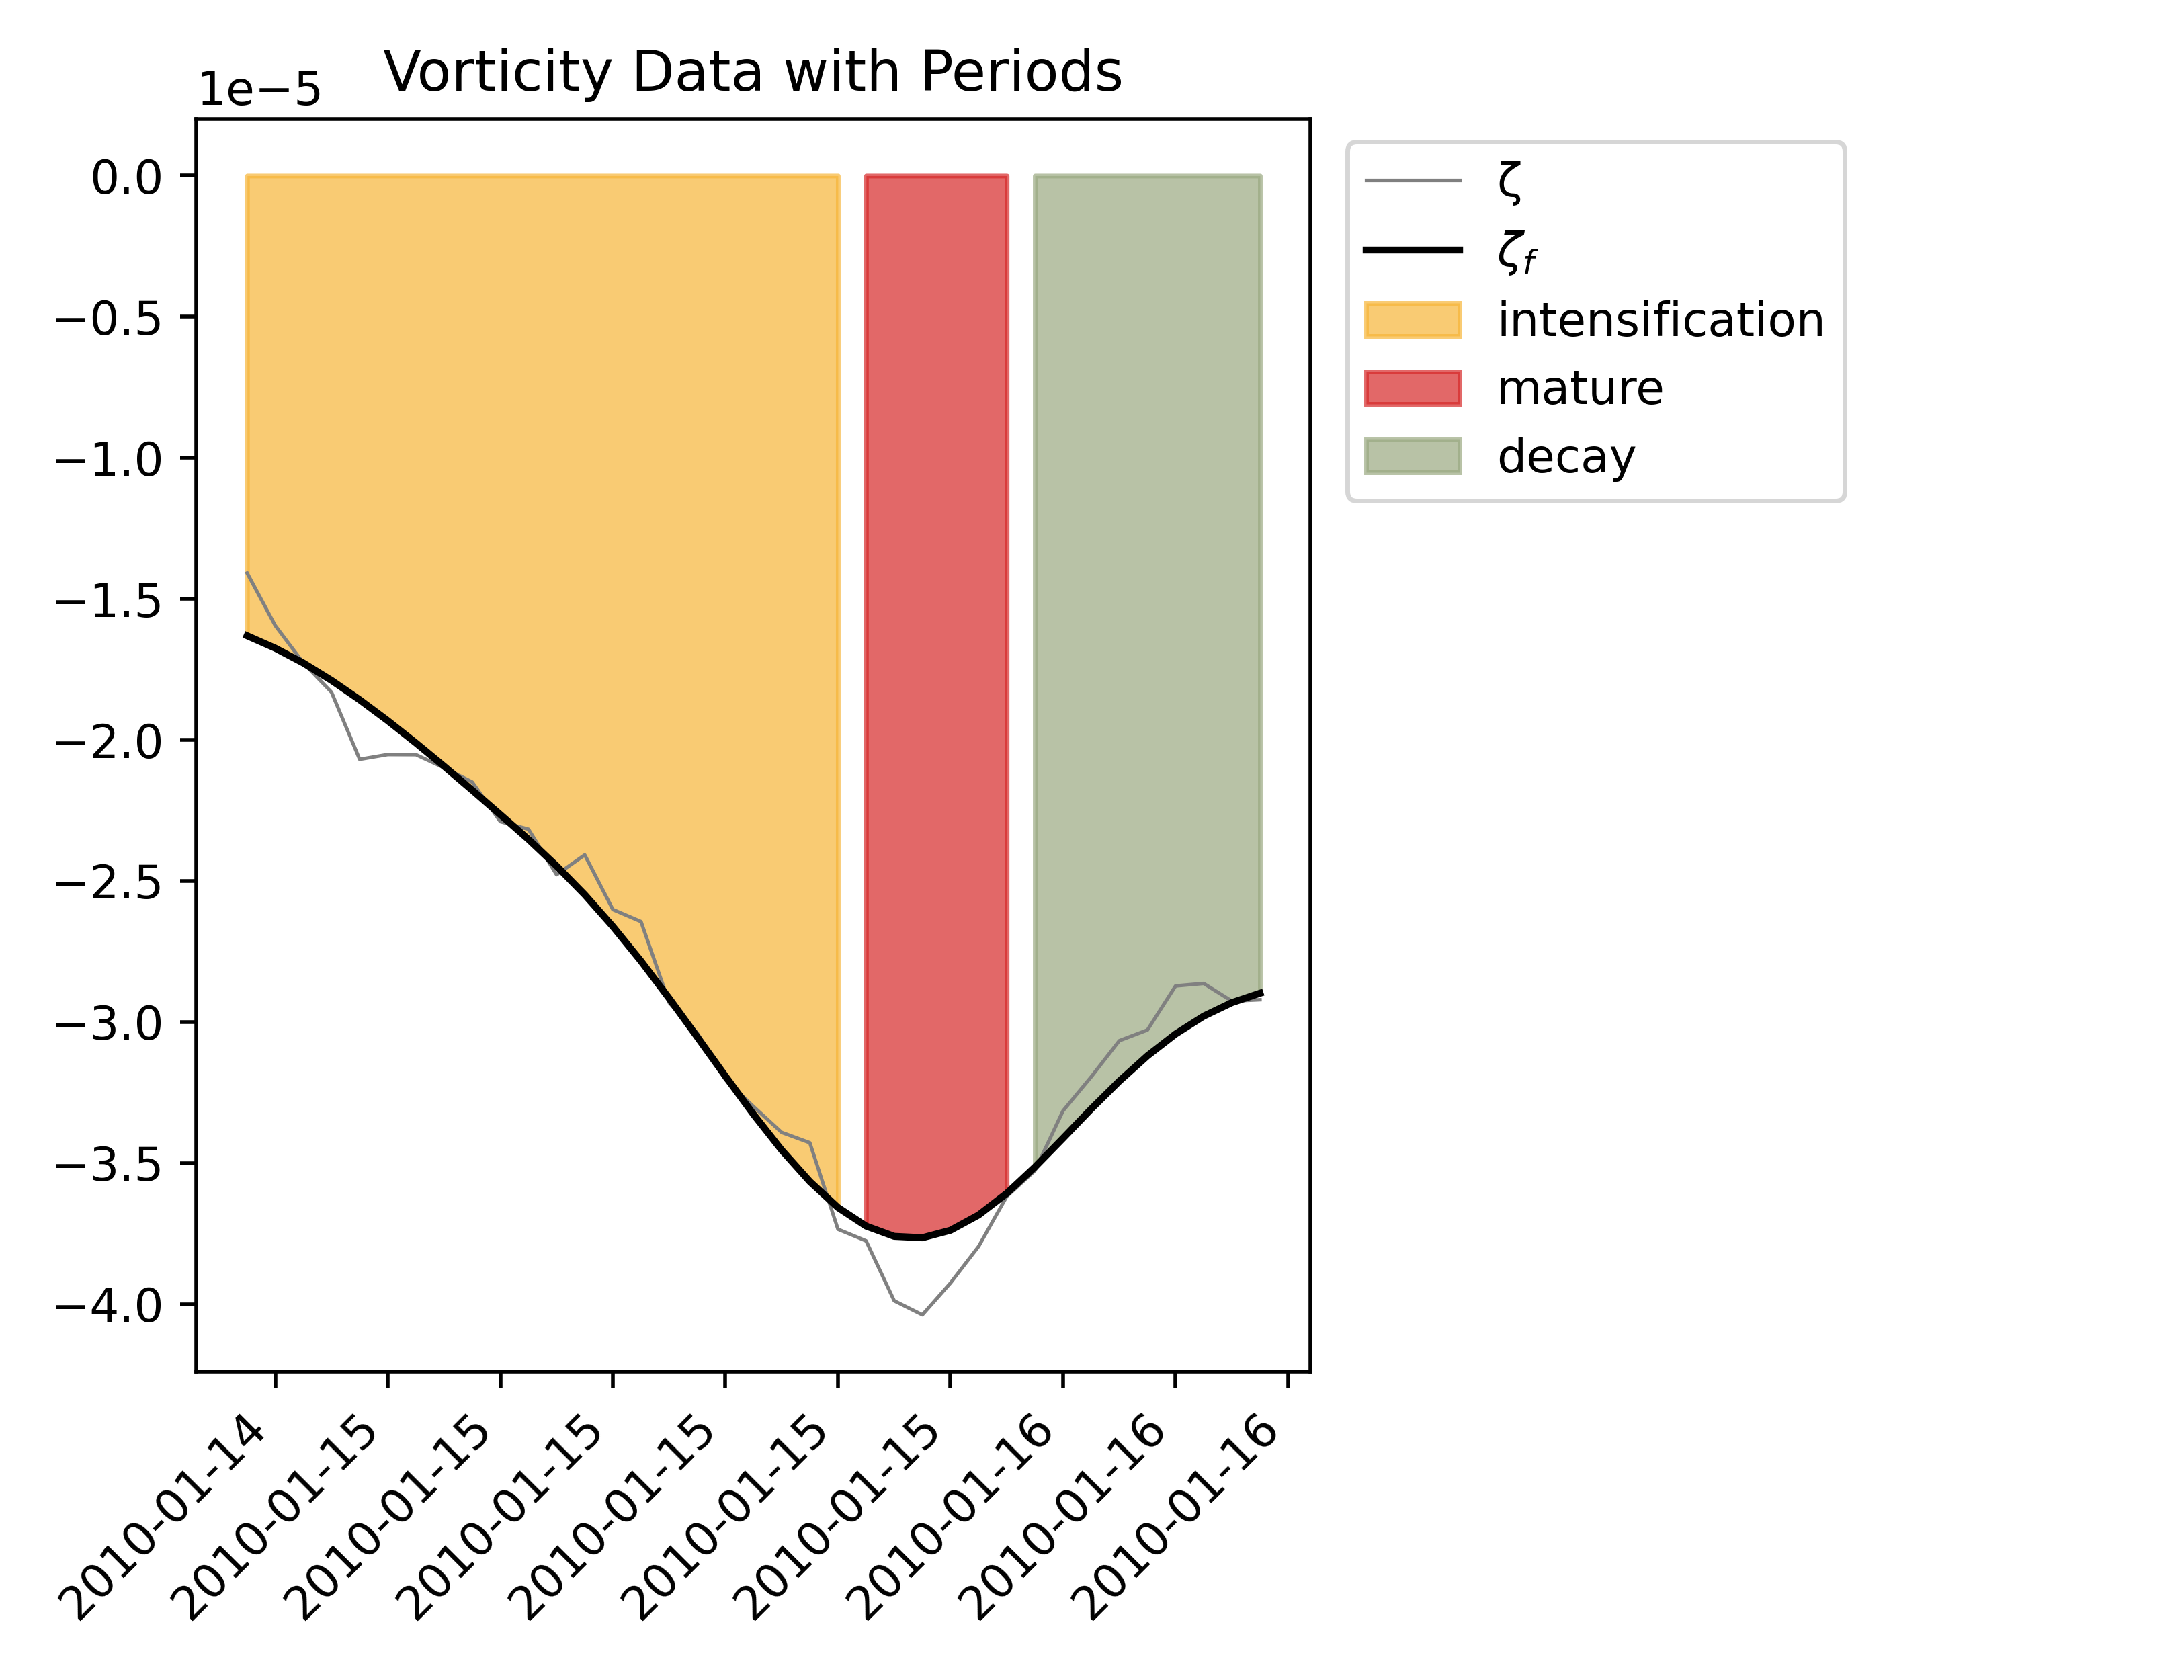 Vorticity Data with Periods
1e−5
0.0
−0.5
−1.0
−1.5
−2.0
−2.5
−3.0
−3.5
−4.0
2010-01-14
2010-01-15
2010-01-15
2010-01-15
2010-01-15
2010-01-15
2010-01-15
2010-01-16
2010-01-16
2010-01-16
ζ
ζf
intensification
mature
decay